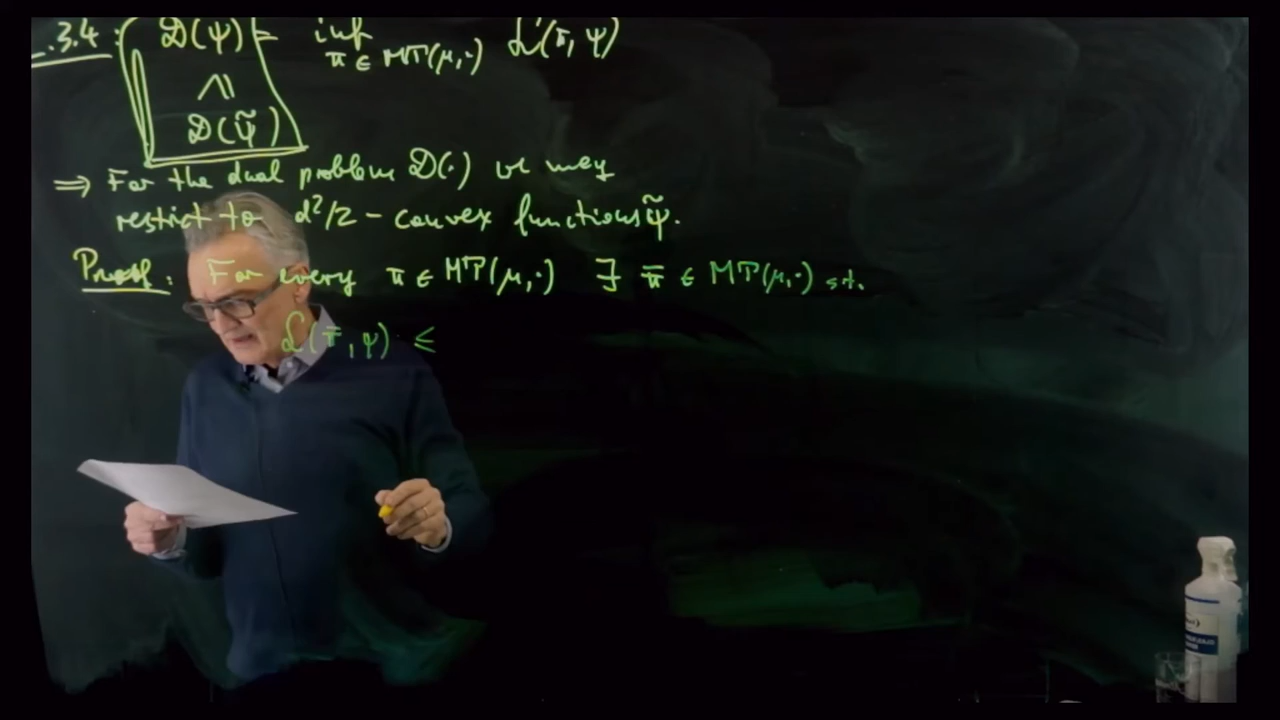 .3.4 : D(ψ) = inf π ∈ MT(μ,·) L(π, ψ)
≤
D(ψ̃)
⇒ For the dual problem D(·) we may
restrict to d²/2 - convex functions ψ̃.
Proof : For every π ∈ MT(μ,·) ∃ π̄ ∈ MT(μ,·) s.t.
L(π̄, ψ) ≤